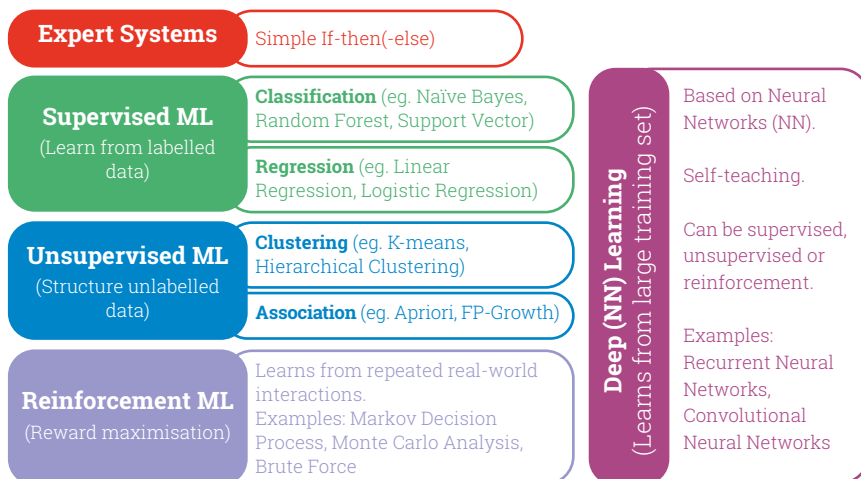 Expert Systems
Simple If-then(-else)
Supervised ML
(Learn from labelled
data)
Classification (eg. Naïve Bayes,
Random Forest, Support Vector)
Regression (eg. Linear
Regression, Logistic Regression)
Unsupervised ML
(Structure unlabelled
data)
Clustering (eg. K-means,
Hierarchical Clustering)
Association (eg. Apriori, FP-Growth)
Reinforcement ML
(Reward maximisation)
Learns from repeated real-world
interactions.
Examples: Markov Decision
Process, Monte Carlo Analysis,
Brute Force
Deep (NN) Learning
(Learns from large training set)
Based on Neural
Networks (NN).
Self-teaching.
Can be supervised,
unsupervised or
reinforcement.
Examples:
Recurrent Neural
Networks,
Convolutional
Neural Networks